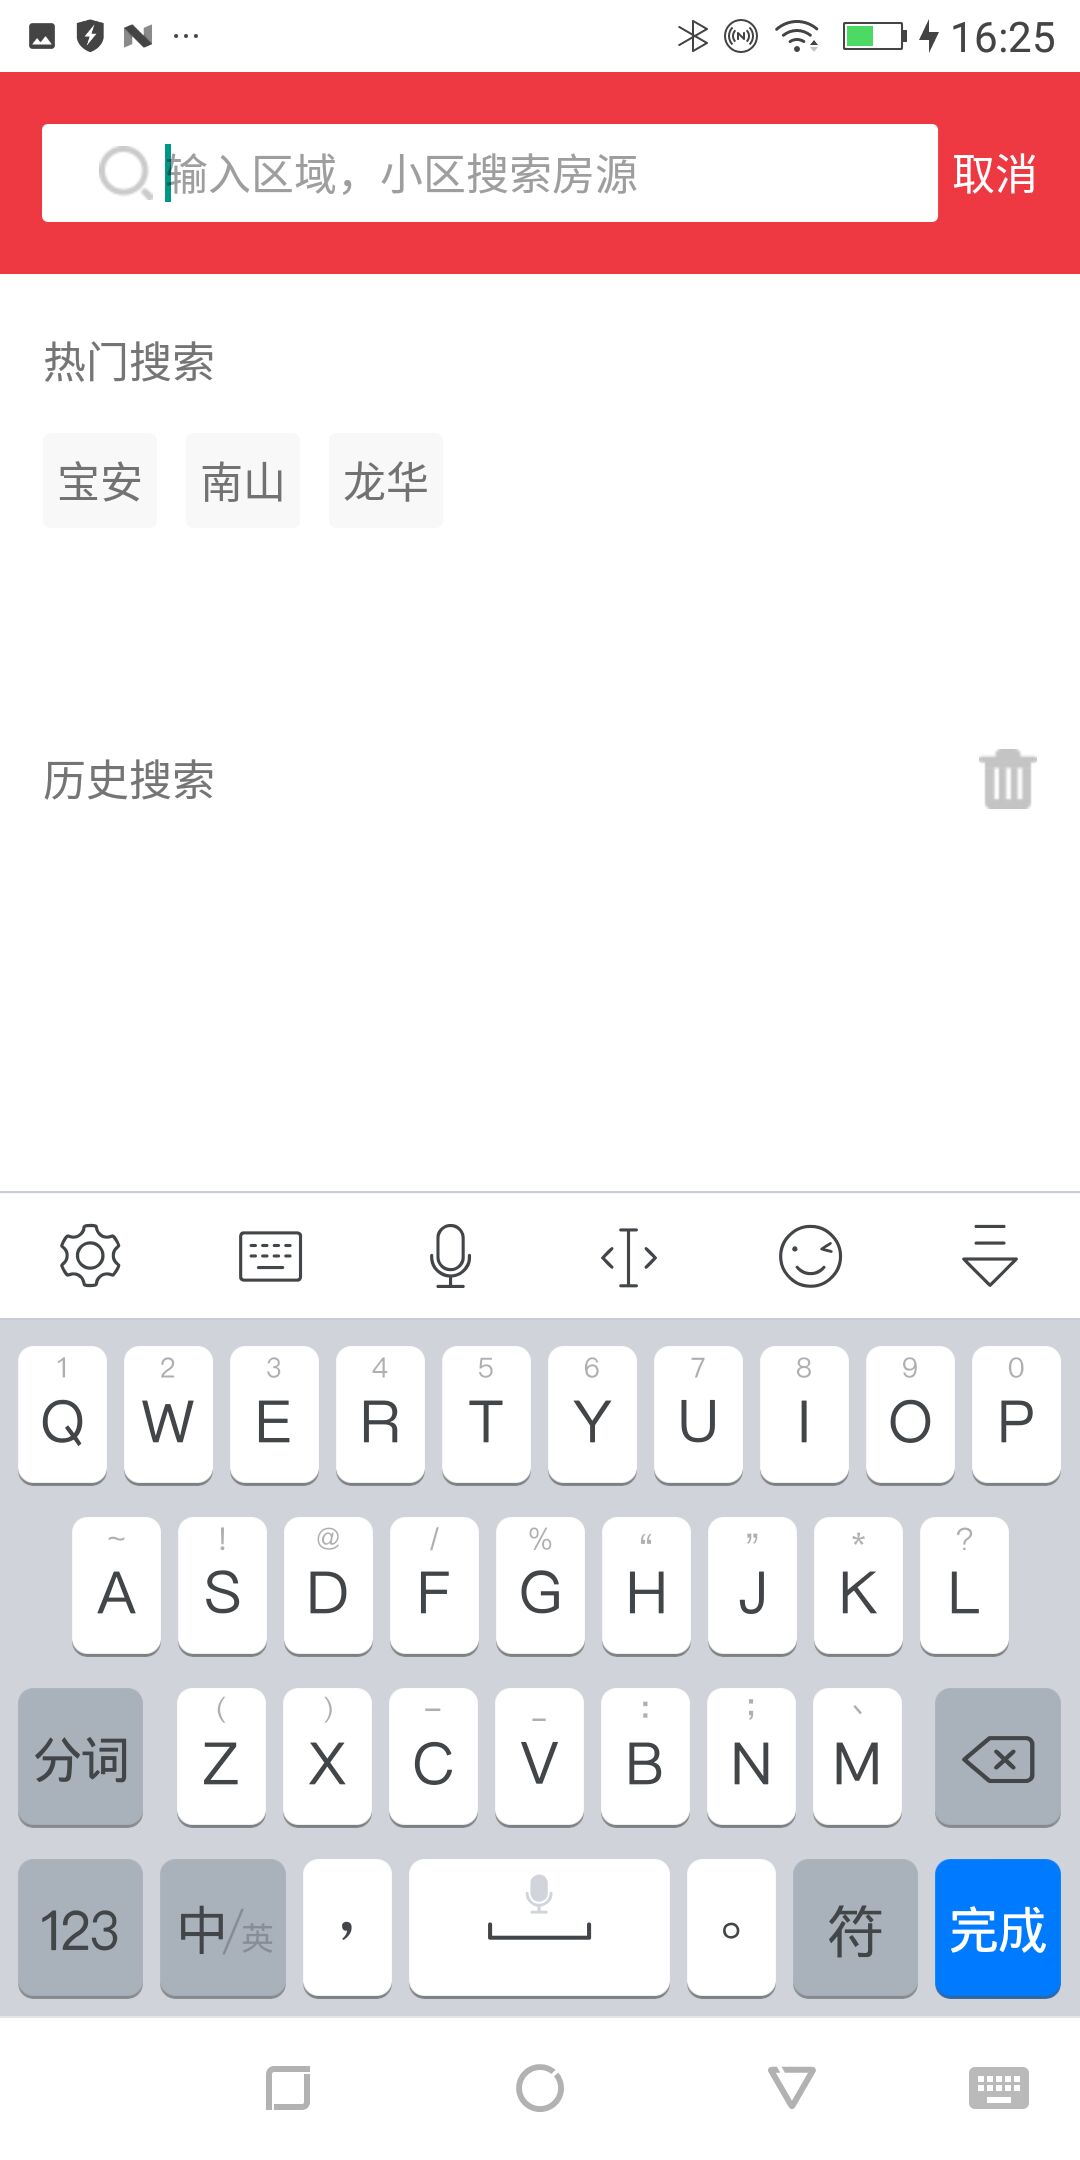 16:25
输入区域，小区搜索房源 取消
热门搜索
宝安 南山 龙华
历史搜索
1 2 3 4 5 6 7 8 9 0
Q W E R T Y U I O P
~ ! @ / % “ ” * ?
A S D F G H J K L
( ) – _ : ; 、
分词 Z X C V B N M
123 中/英 ， 。 符 完成